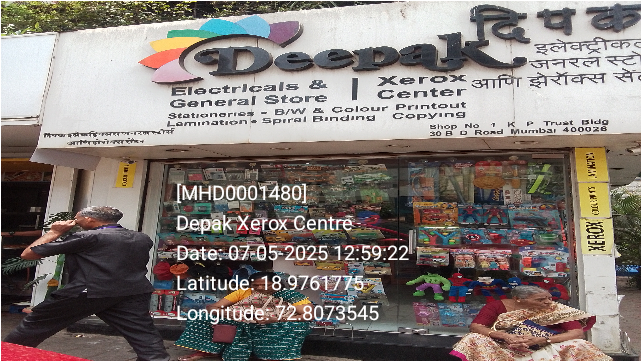 दिपक
Deepak
इलेक्ट्रीकल
जनरल स्टो
आणि झेरॉक्स सें
Electricals &
General Store
Xerox
Center
Stationeries - B/W & Colour Printout
Lamination - Spiral Binding Copying
Shop No 1 K P Trust Bldg
30 B D Road Mumbai 400026
XEROX
[MHD0001480]
Depak Xerox Centre
Date: 07-05-2025 12:59:22
Latitude: 18.9761775
Longitude: 72.8073545